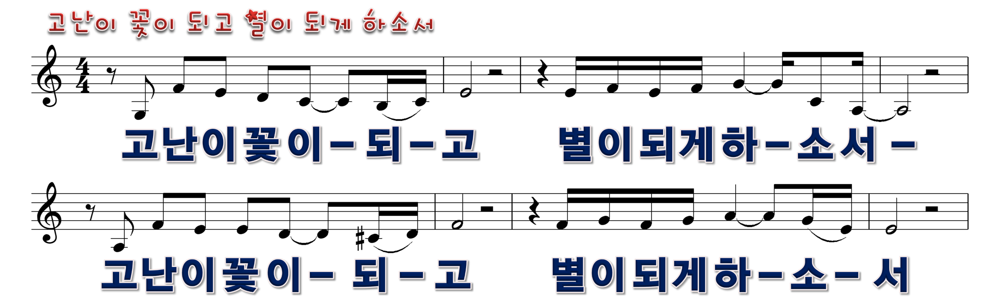 고난이 꽃이 되고 별이 되게 하소서
4
4
고난이꽃이-되-고 별이되게하-소서-
고난이꽃이-되-고 별이되게하-소-서